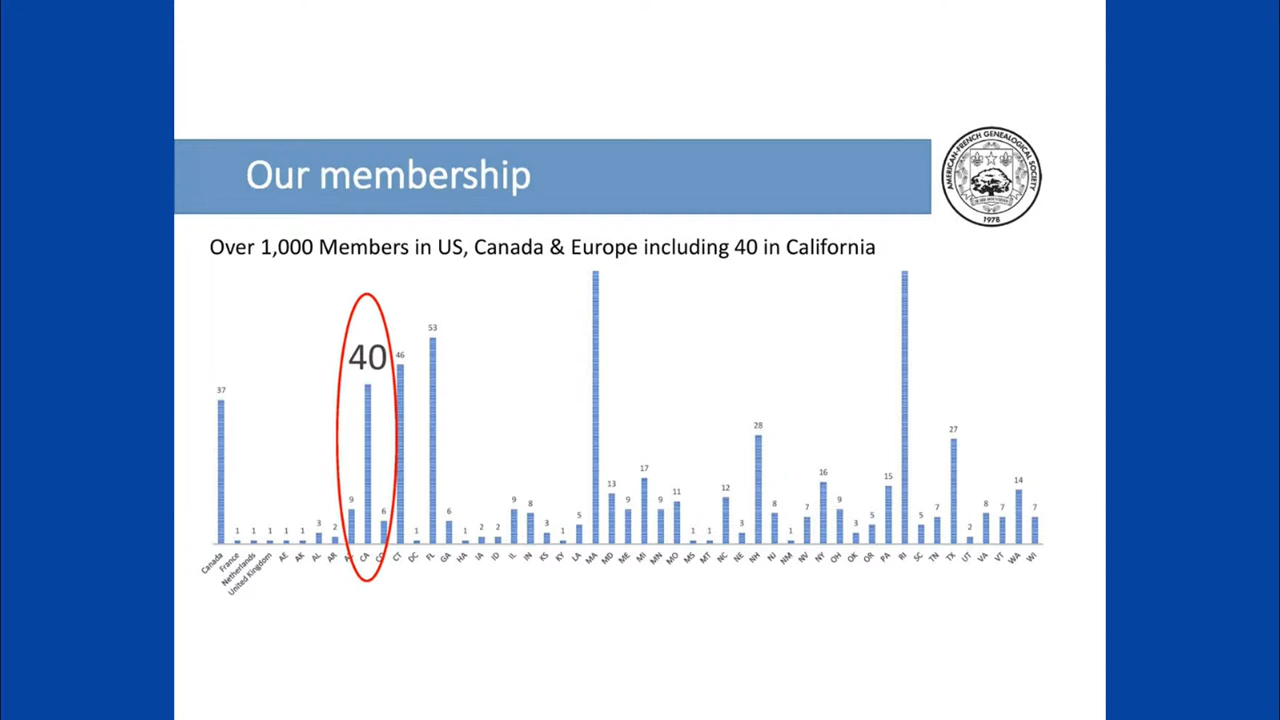 Our membership
AMERICAN-FRENCH GENEALOGICAL SOCIETY
1978
Over 1,000 Members in US, Canada & Europe including 40 in California
37
1
1
1
1
1
3
2
9
40
6
46
1
53
6
1
2
2
9
8
3
1
5
13
9
17
9
11
1
1
12
3
28
8
1
7
16
9
3
5
15
5
7
27
2
8
7
14
7
Canada
France
Netherlands
United Kingdom
AE
AK
AL
AR
CA
CO
CT
DC
FL
GA
HA
IA
ID
IL
IN
KS
KY
LA
MA
MD
ME
MI
MN
MO
MS
MT
NC
NE
NH
NJ
NM
NV
NY
OH
OK
OR
PA
RI
SC
TN
TX
UT
VA
VT
WA
WI